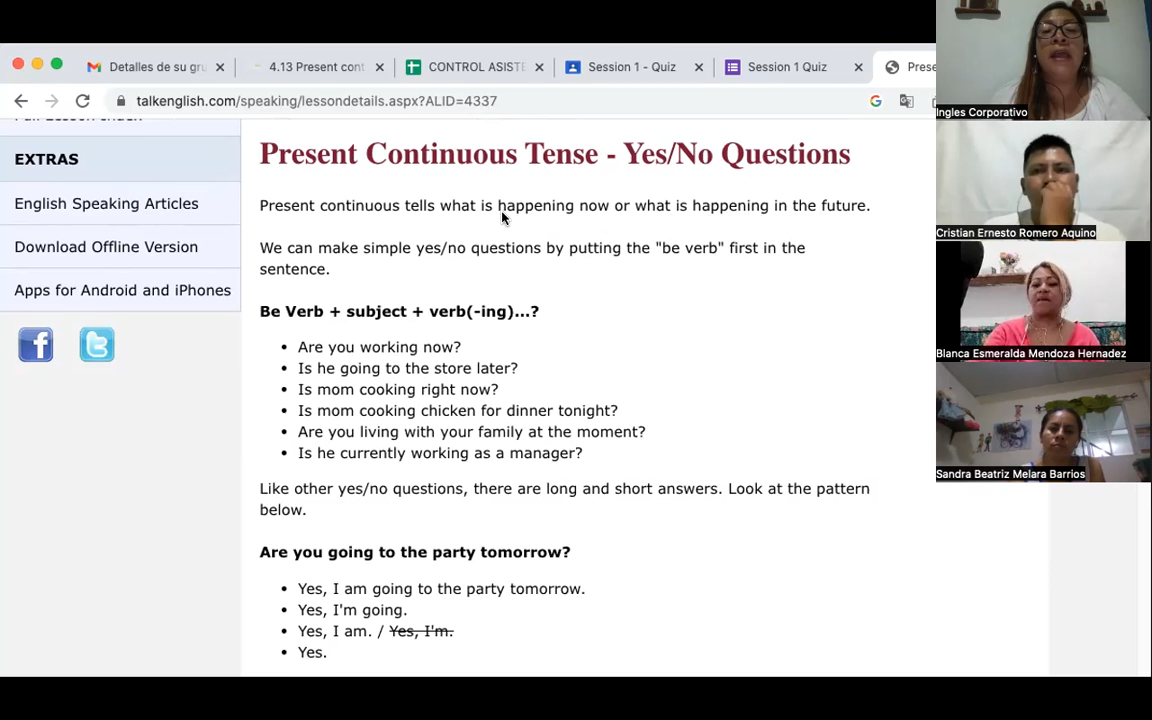 Detalles de su gru
4.13 Present cont
CONTROL ASISTE
Session 1 - Quiz
Session 1 Quiz
Prese
talkenglish.com/speaking/lessondetails.aspx?ALID=4337
EXTRAS
English Speaking Articles
Download Offline Version
Apps for Android and iPhones
Present Continuous Tense - Yes/No Questions
Present continuous tells what is happening now or what is happening in the future.
We can make simple yes/no questions by putting the "be verb" first in the
sentence.
Be Verb + subject + verb(-ing)...?
• Are you working now?
• Is he going to the store later?
• Is mom cooking right now?
• Is mom cooking chicken for dinner tonight?
• Are you living with your family at the moment?
• Is he currently working as a manager?
Like other yes/no questions, there are long and short answers. Look at the pattern
below.
Are you going to the party tomorrow?
• Yes, I am going to the party tomorrow.
• Yes, I'm going.
• Yes, I am. / Yes, I'm.
• Yes.
Ingles Corporativo
Cristian Ernesto Romero Aquino
Blanca Esmeralda Mendoza Hernadez
Sandra Beatriz Melara Barrios